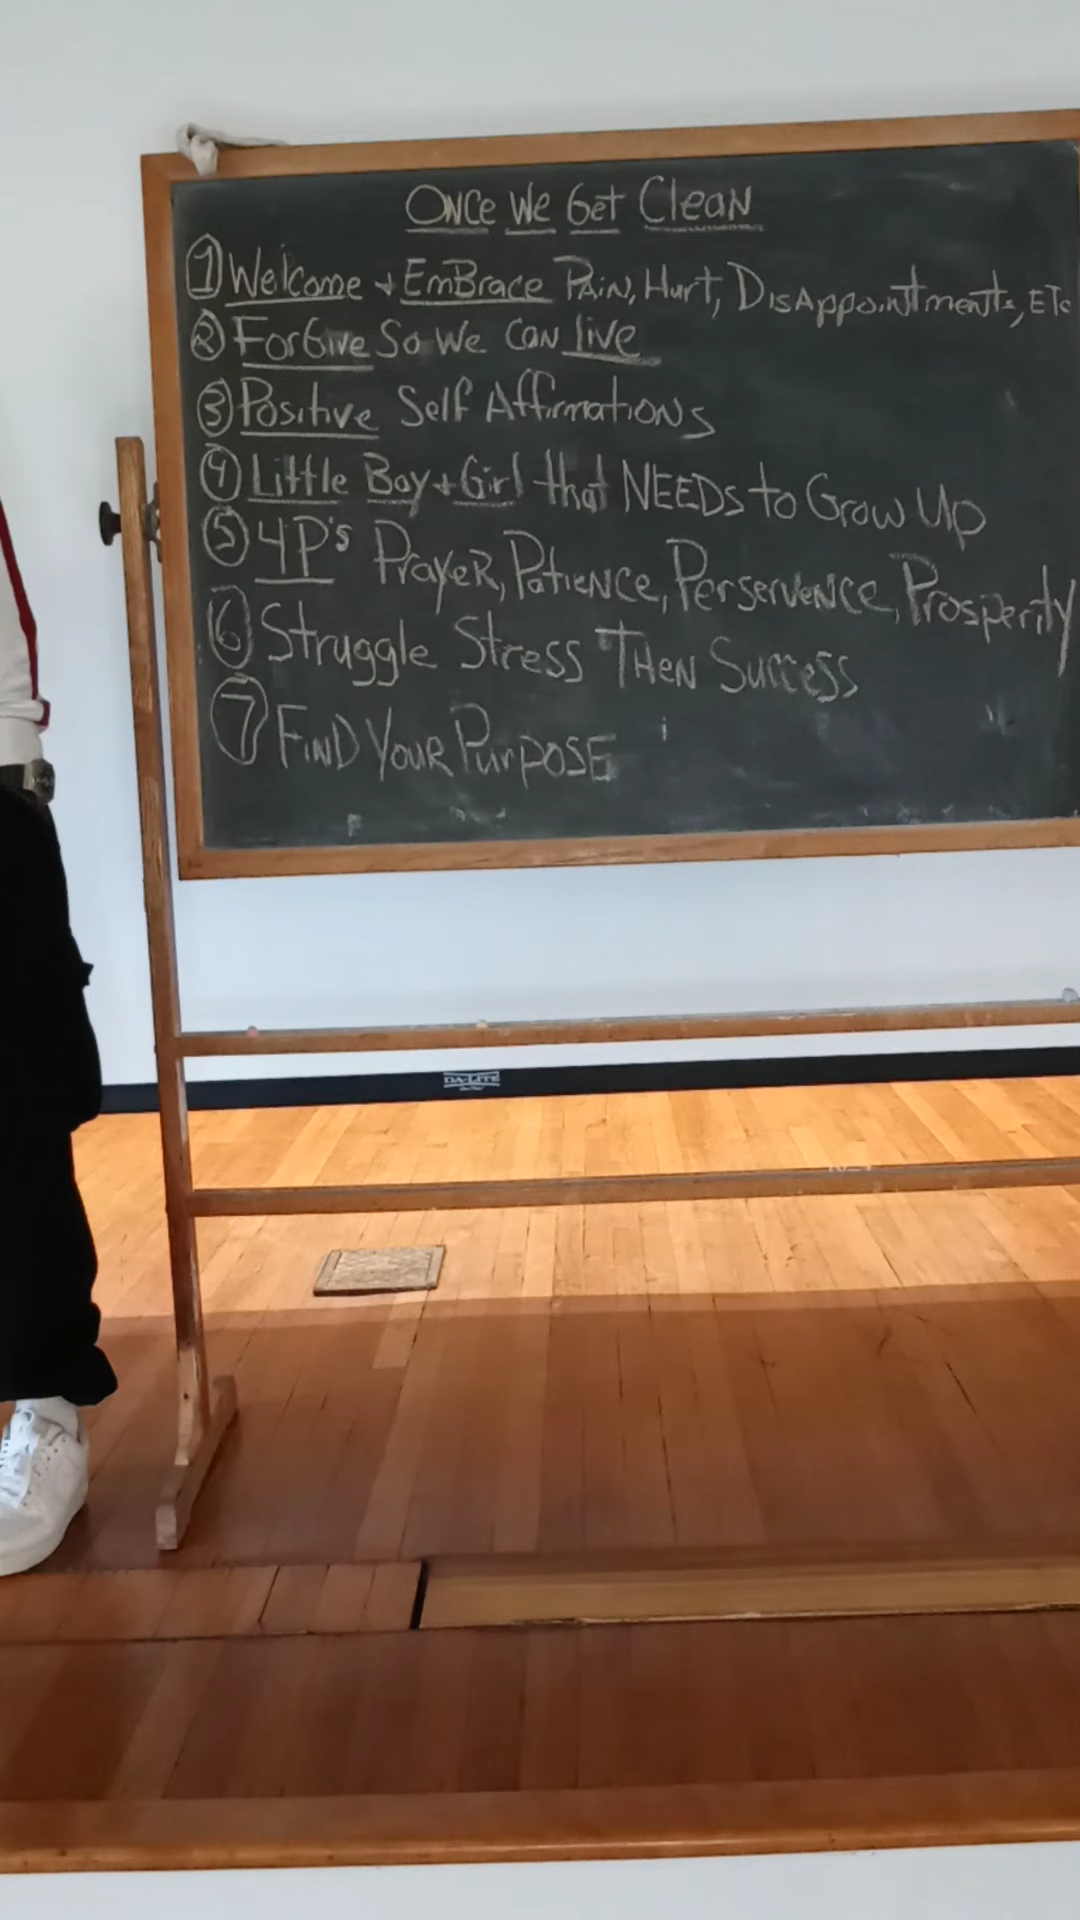 Once We Get Clean
① Welcome + Embrace Pain, Hurt, Disappointments, Etc
② Forgive So We Can Live
③ Positive Self Affirmations
④ Little Boy + Girl that NEEDS to Grow Up
⑤ 4P's Prayer, Patience, Perservence, Prosperity
⑥ Struggle Stress Then Success
⑦ Find Your Purpose
DA-LITE